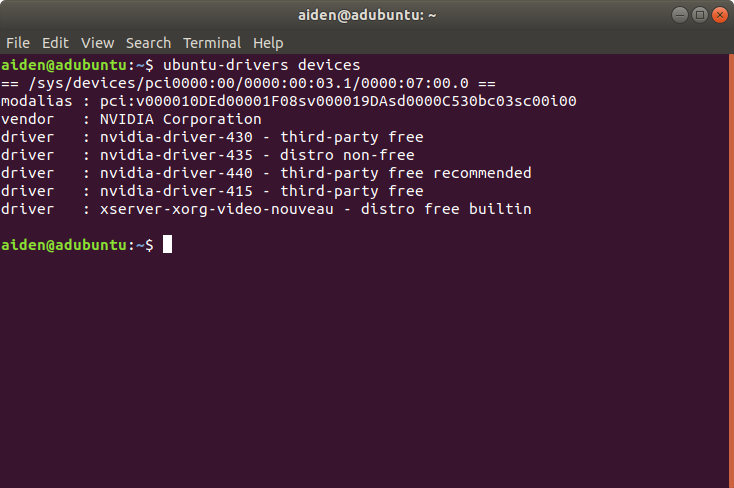 aiden@adubuntu: ~
File Edit View Search Terminal Help
aiden@adubuntu:~$ ubuntu-drivers devices
== /sys/devices/pci0000:00/0000:00:03.1/0000:07:00.0 ==
modalias : pci:v000010DEd00001F08sv000019DAsd0000C530bc03sc00i00
vendor   : NVIDIA Corporation
driver   : nvidia-driver-430 - third-party free
driver   : nvidia-driver-435 - distro non-free
driver   : nvidia-driver-440 - third-party free recommended
driver   : nvidia-driver-415 - third-party free
driver   : xserver-xorg-video-nouveau - distro free builtin
aiden@adubuntu:~$